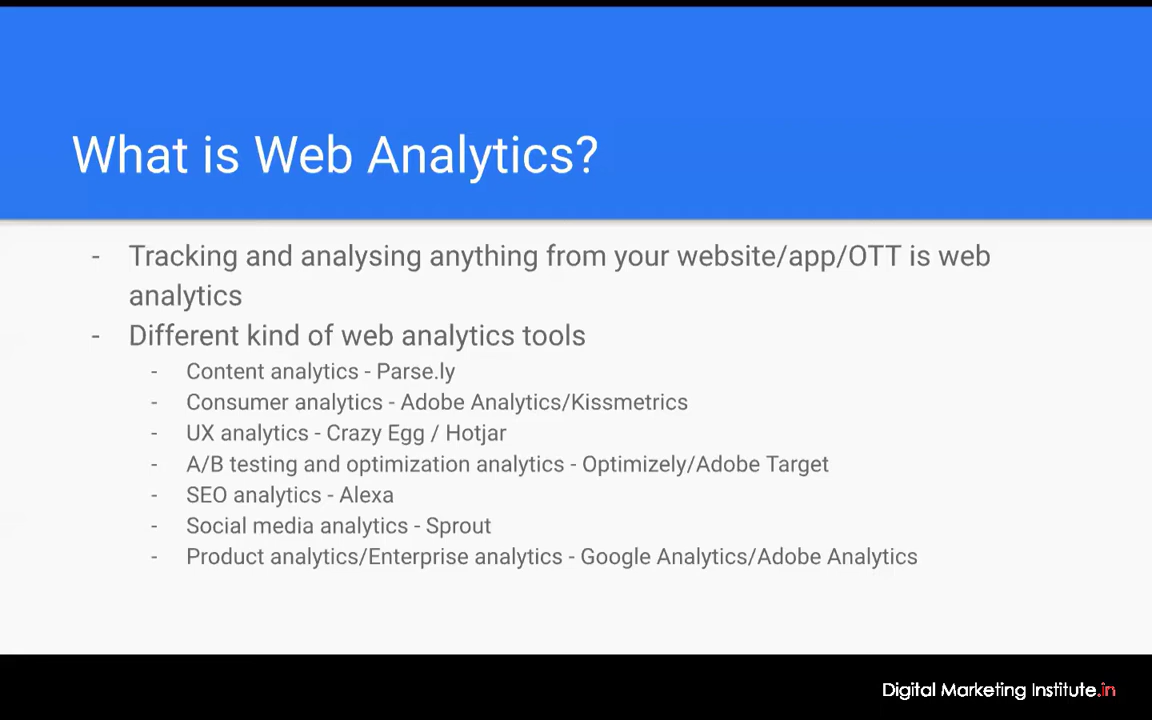 What is Web Analytics?
- Tracking and analysing anything from your website/app/OTT is web
analytics
- Different kind of web analytics tools
- Content analytics - Parse.ly
- Consumer analytics - Adobe Analytics/Kissmetrics
- UX analytics - Crazy Egg / Hotjar
- A/B testing and optimization analytics - Optimizely/Adobe Target
- SEO analytics - Alexa
- Social media analytics - Sprout
- Product analytics/Enterprise analytics - Google Analytics/Adobe Analytics
Digital Marketing Institute.in